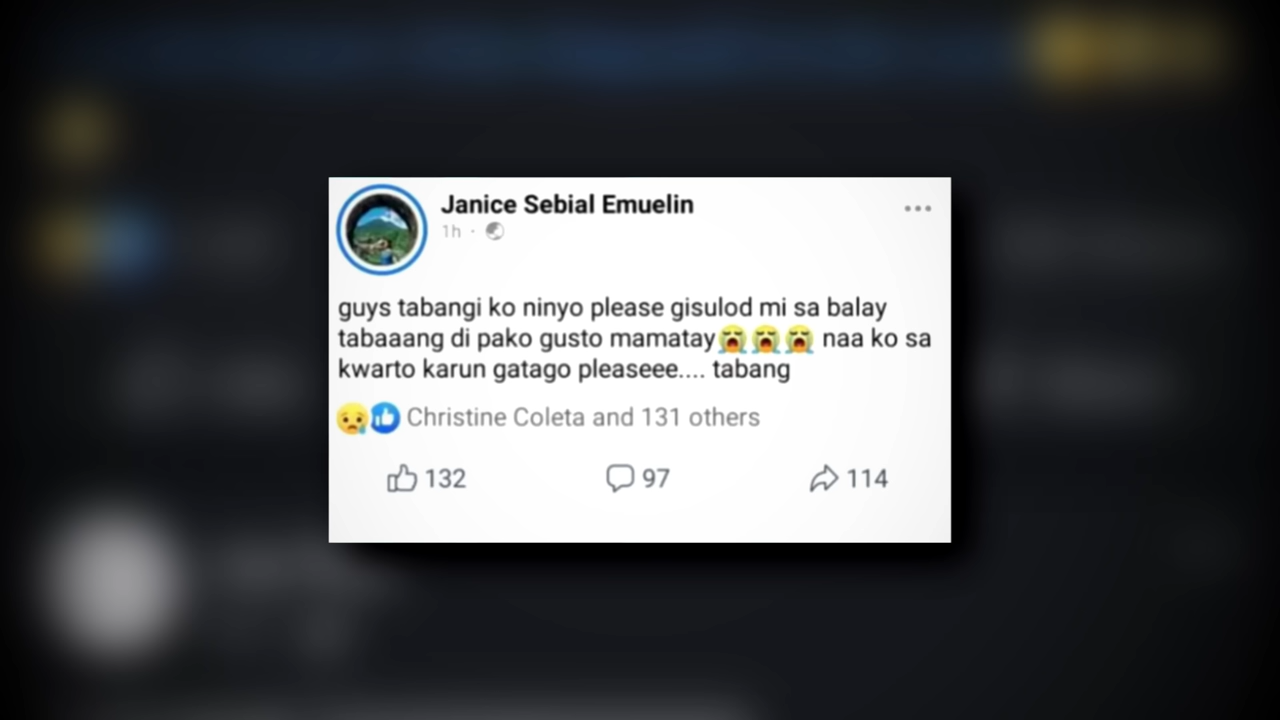 Janice Sebial Emuelin
1h ·
guys tabangi ko ninyo please gisulod mi sa balay
tabaaang di pako gusto mamatay😭😭😭 naa ko sa
kwarto karun gatago pleaseee.... tabang
Christine Coleta and 131 others
132 97 114